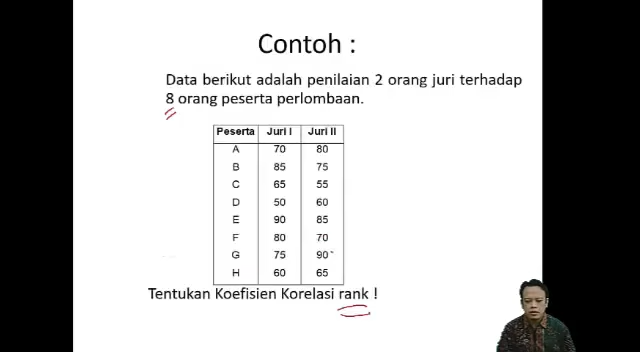 Contoh :
Data berikut adalah penilaian 2 orang juri terhadap
8 orang peserta perlombaan.
Peserta Juri I Juri II
A 70 80
B 85 75
C 65 55
D 50 60
E 90 85
F 80 70
G 75 90
H 60 65
Tentukan Koefisien Korelasi rank !